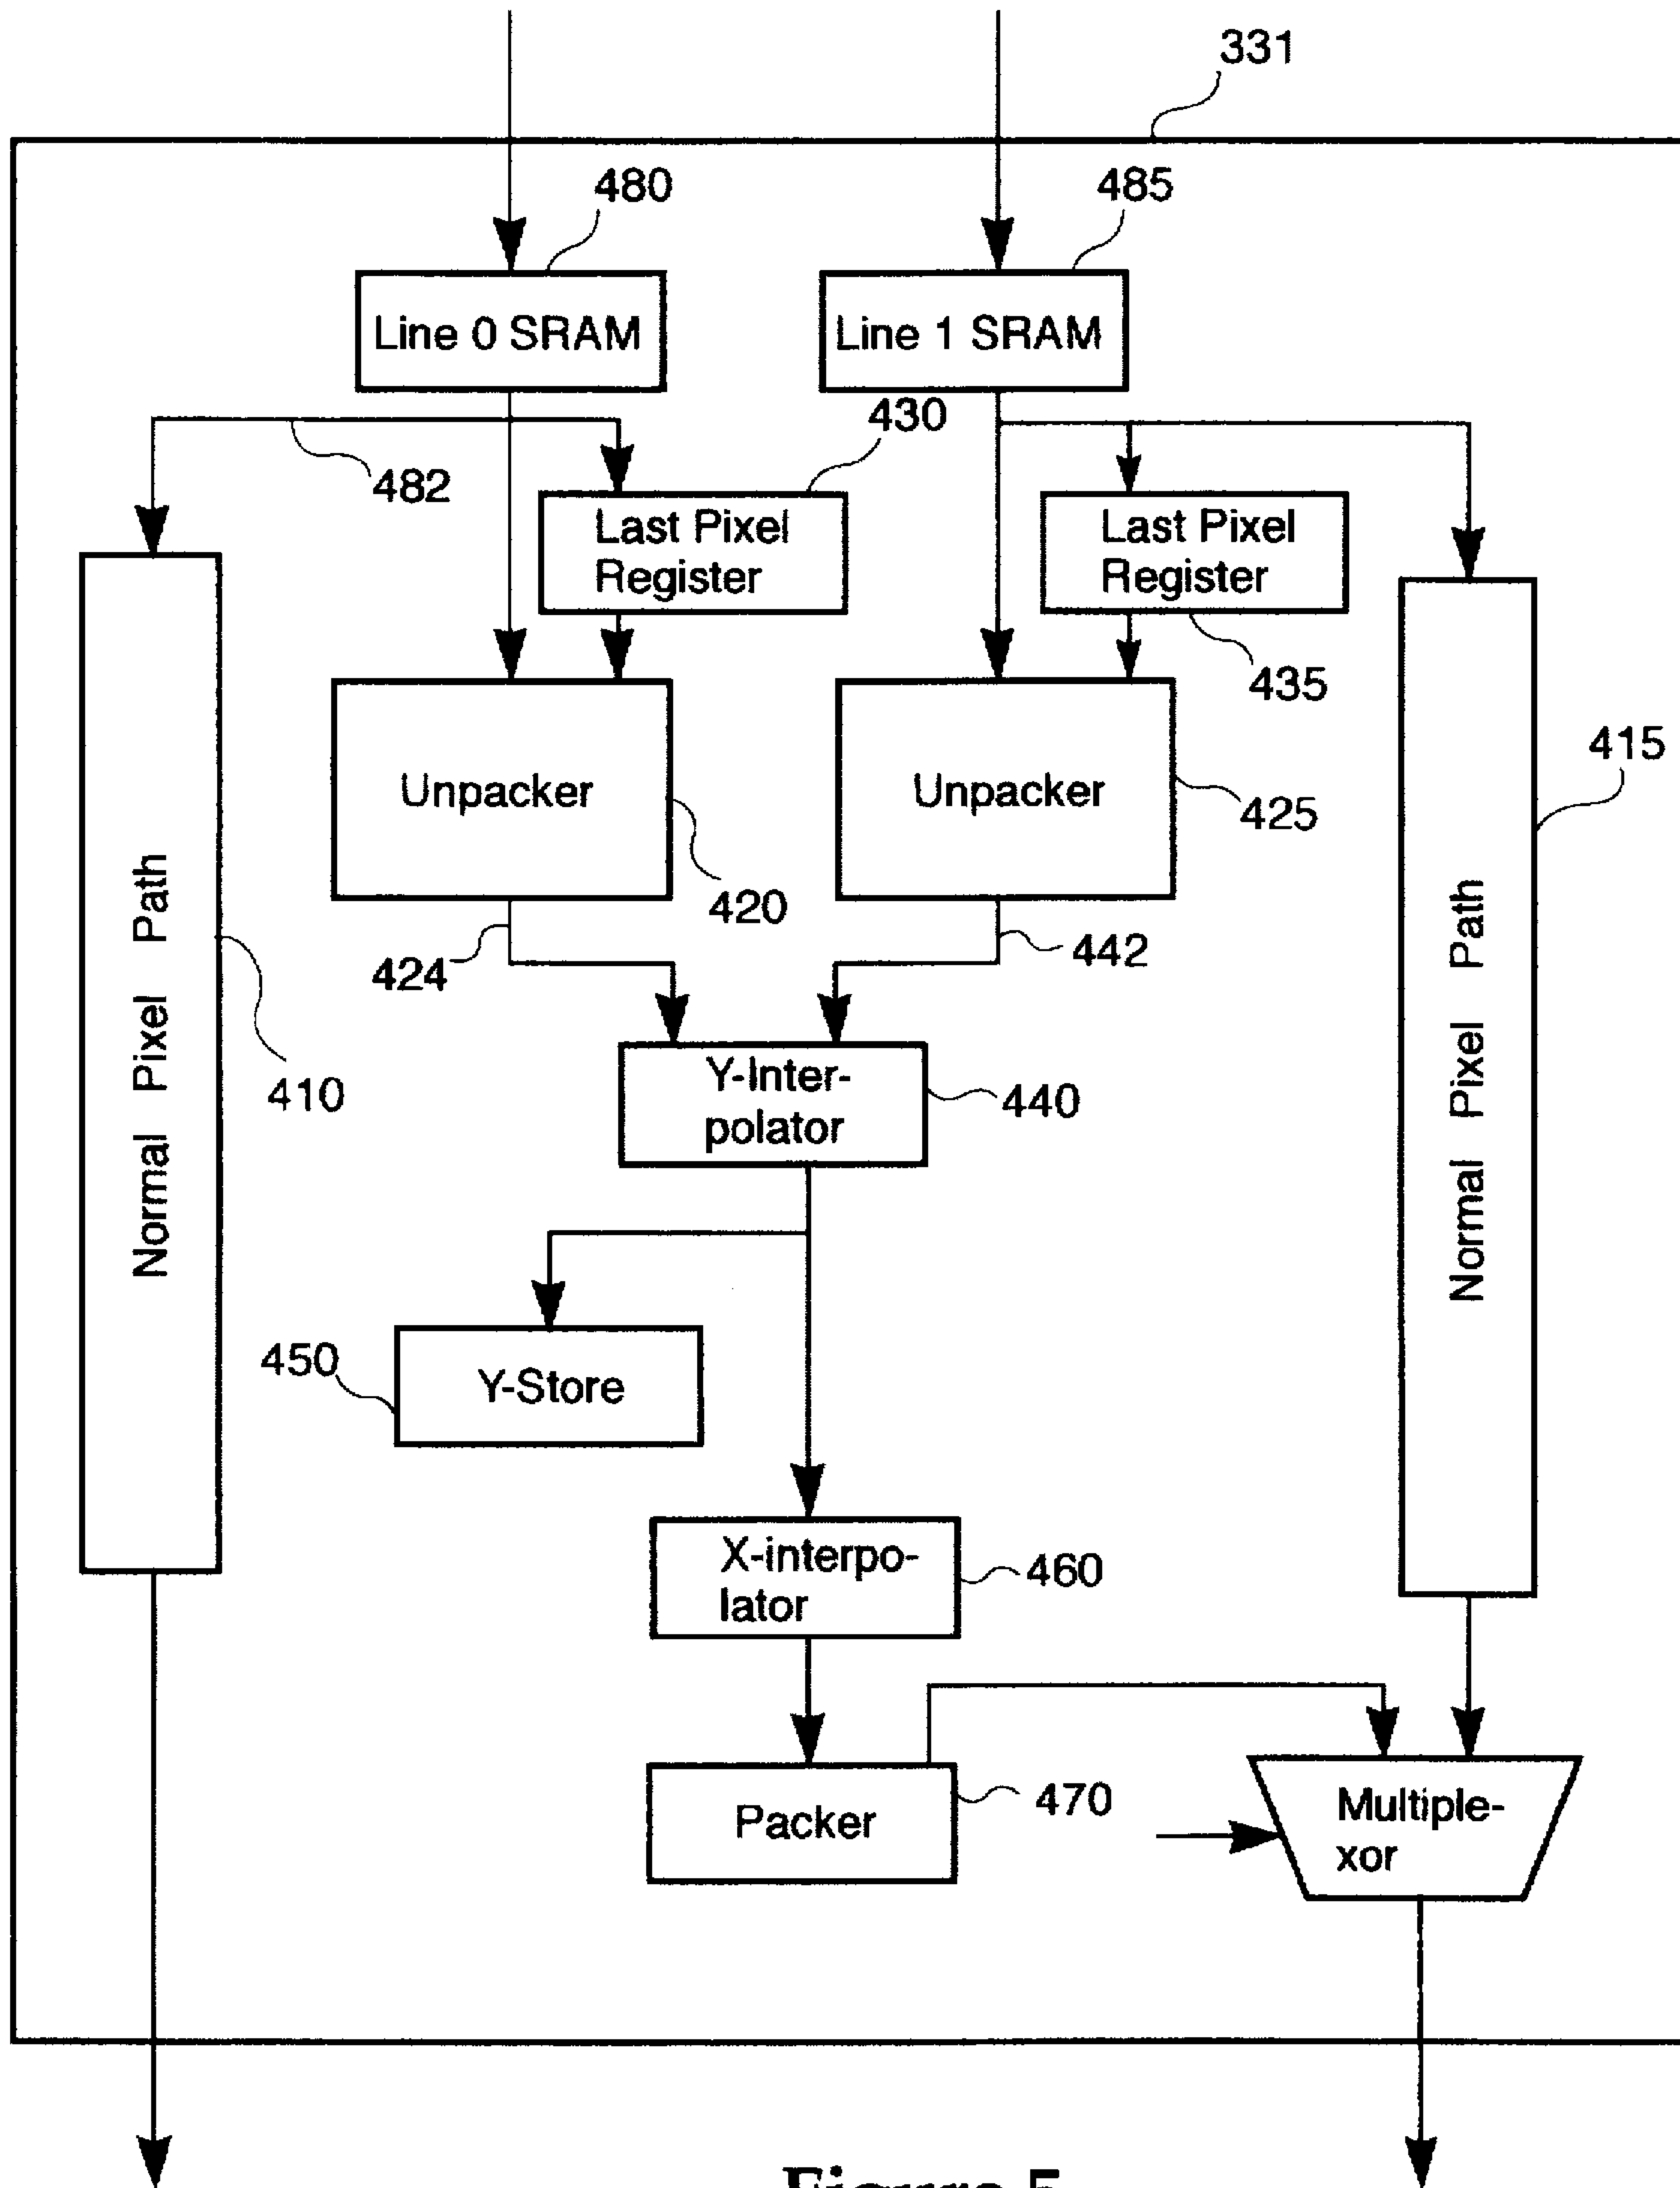 331
480
485
Line 0 SRAM
Line 1 SRAM
430
482
Last Pixel
Register
Last Pixel
Register
435
415
Unpacker
Unpacker
425
420
424
442
Normal Pixel Path
410
Y-Inter-
polator
440
Normal Pixel Path
450
Y-Store
X-interpo-
lator
460
Packer
470
Multiple-
xor
Figure 5